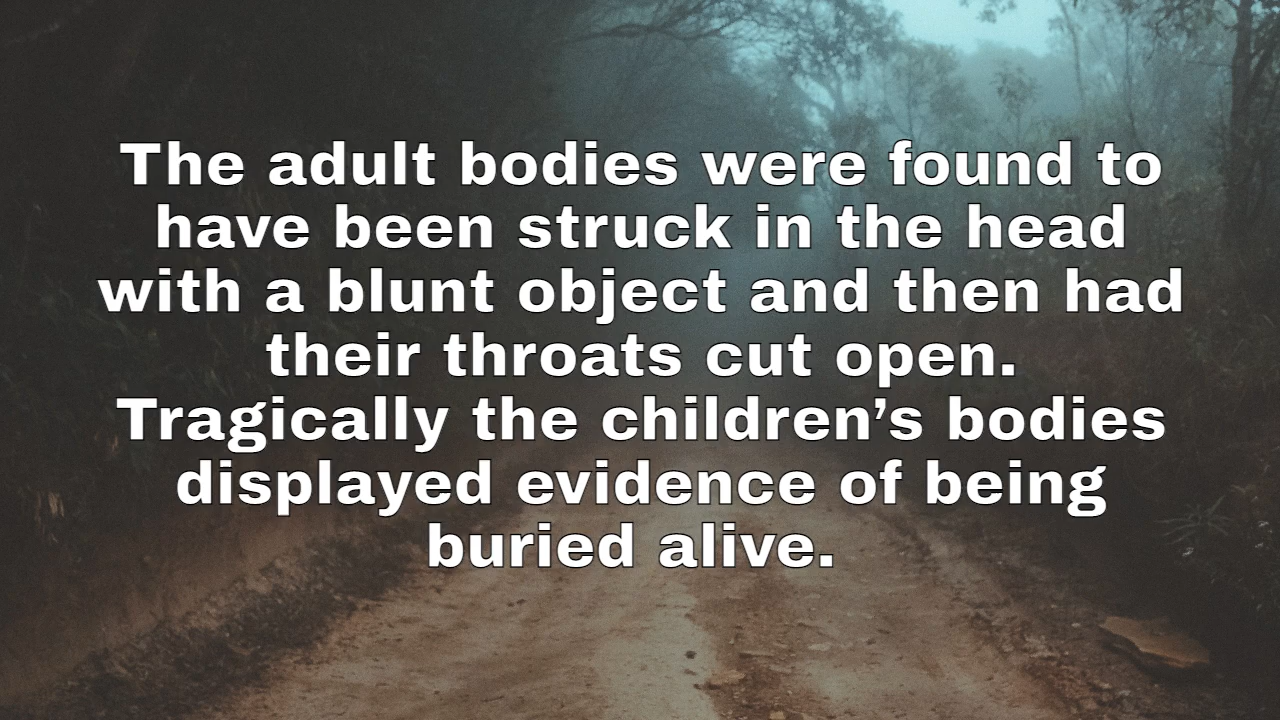 The adult bodies were found to
have been struck in the head
with a blunt object and then had
their throats cut open.
Tragically the children’s bodies
displayed evidence of being
buried alive.